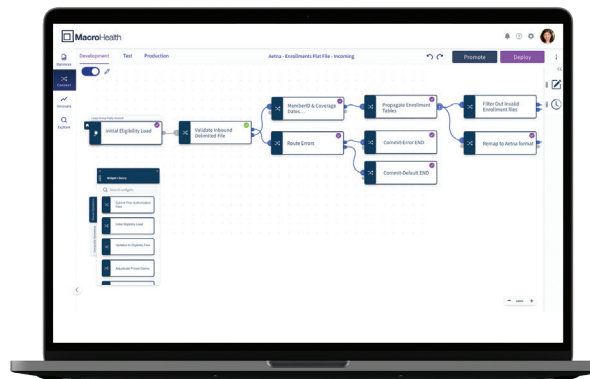 MacroHealth
Development Test Production
Aetna - Enrollments Flat File - Incoming
Promote Deploy
Optimize
Connect
Innovate
Explore
Initial Eligibility Load
Validate Inbound
Delimited File
MemberID & Coverage
Dates...
Route Errors
Propagate Enrollment
Tables
Commit-Error END
Commit-Default END
Filter Out Invalid
Enrollment files
Remap to Aetna format
Search widgets
Initial Eligibility Load